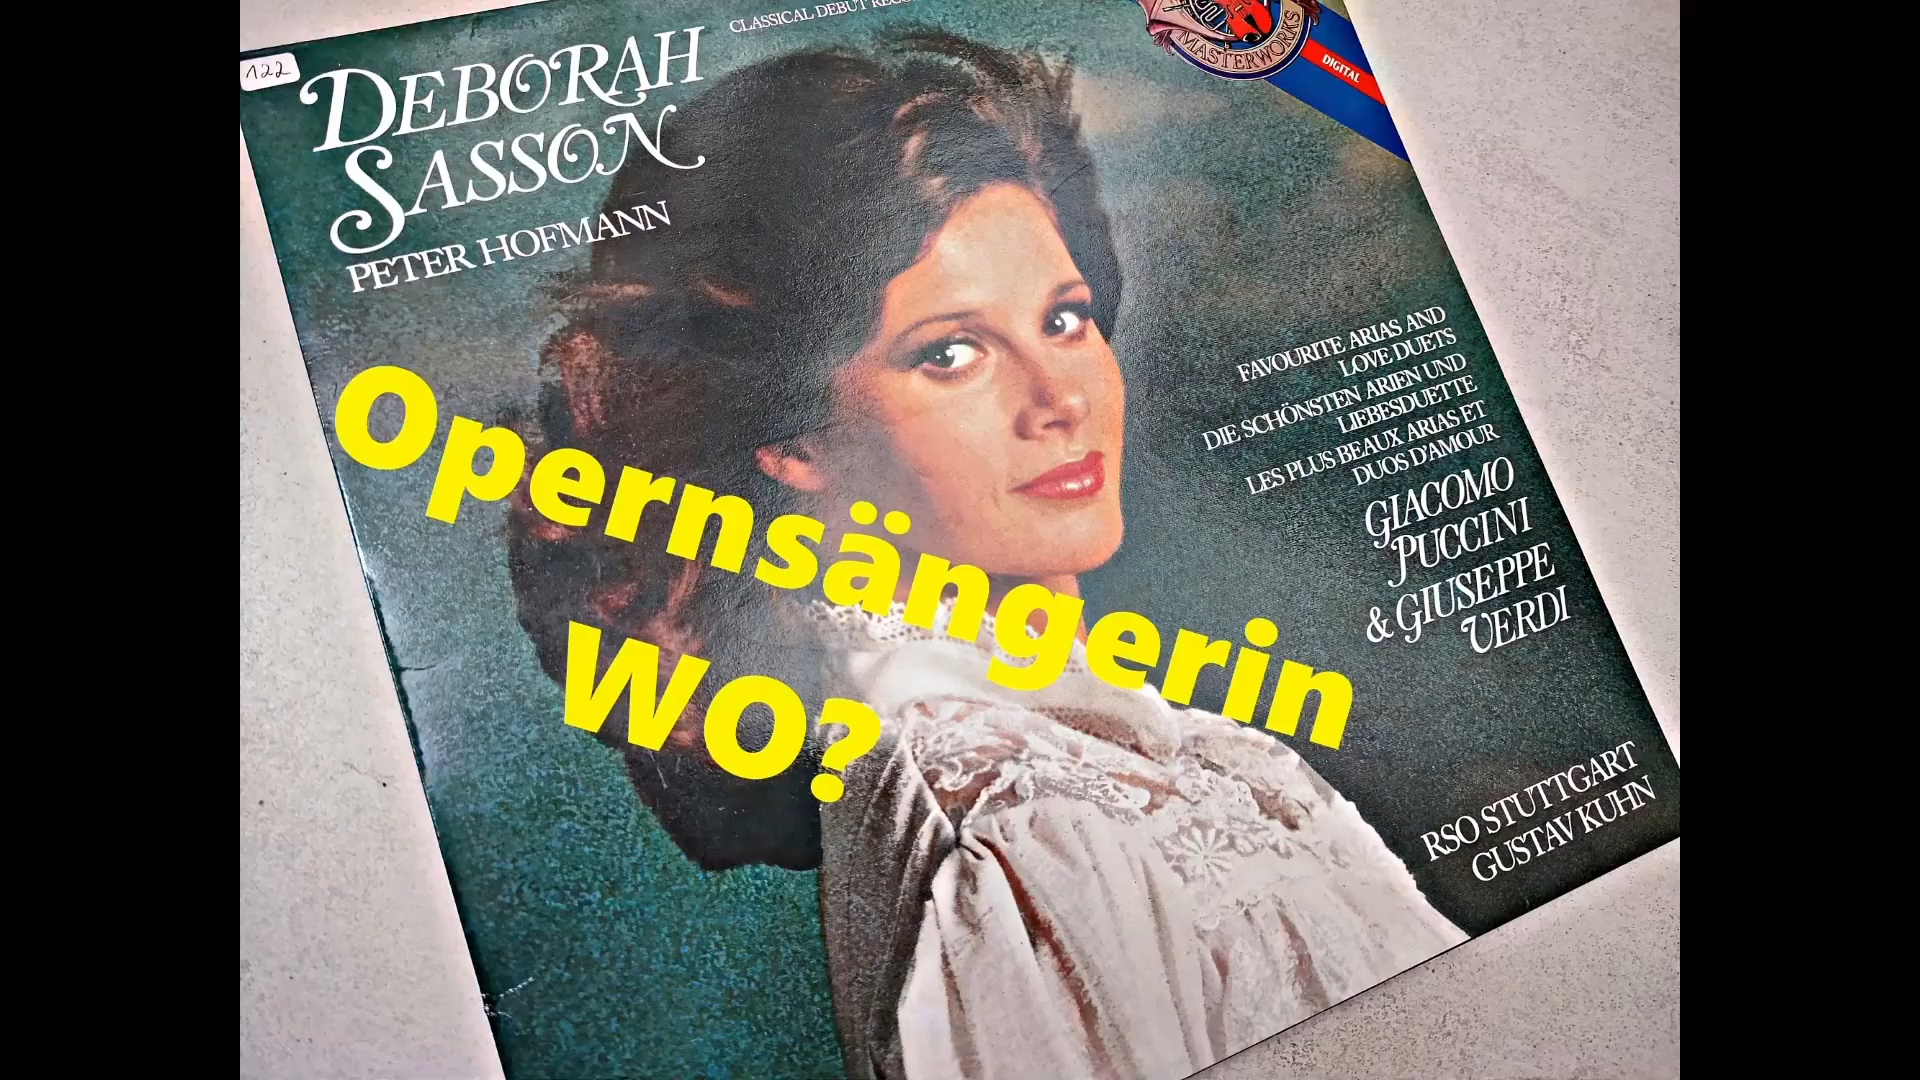 CLASSICAL DEBUT
122
DEBORAH
SASSON
PETER HOFMANN
MASTERWORKS
DIGITAL
FAVOURITE ARIAS AND
LOVE DUETS
DIE SCHÖNSTEN ARIEN UND
LIEBESDUETTE
LES PLUS BEAUX ARIAS ET
DUOS D'AMOUR
GIACOMO
PUCCINI
& GIUSEPPE
VERDI
Opernsängerin
WO?
RSO STUTTGART
GUSTAV KUHN